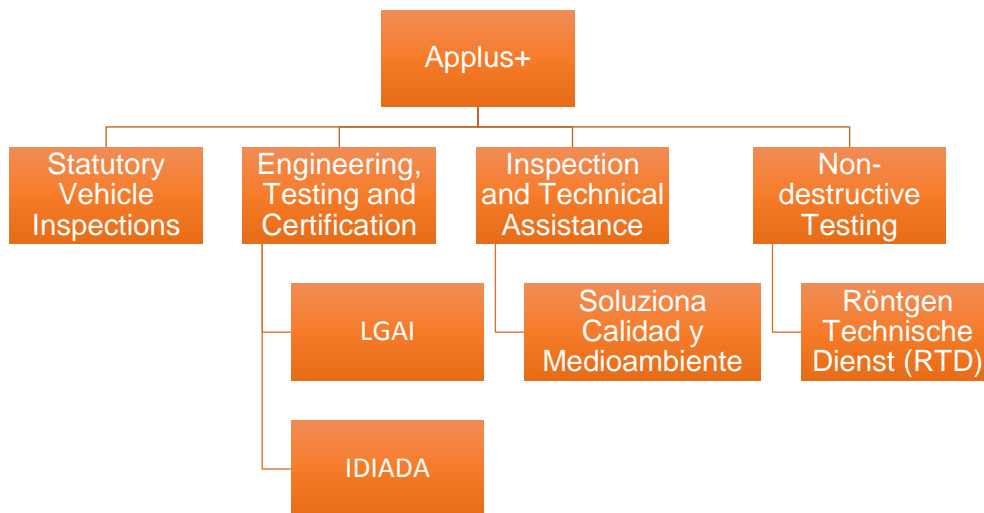 Applus+
Statutory
Vehicle
Inspections
Engineering,
Testing and
Certification
Inspection
and Technical
Assistance
Non-
destructive
Testing
LGAI
Soluziona
Calidad y
Medioambiente
Röntgen
Technische
Dienst (RTD)
IDIADA